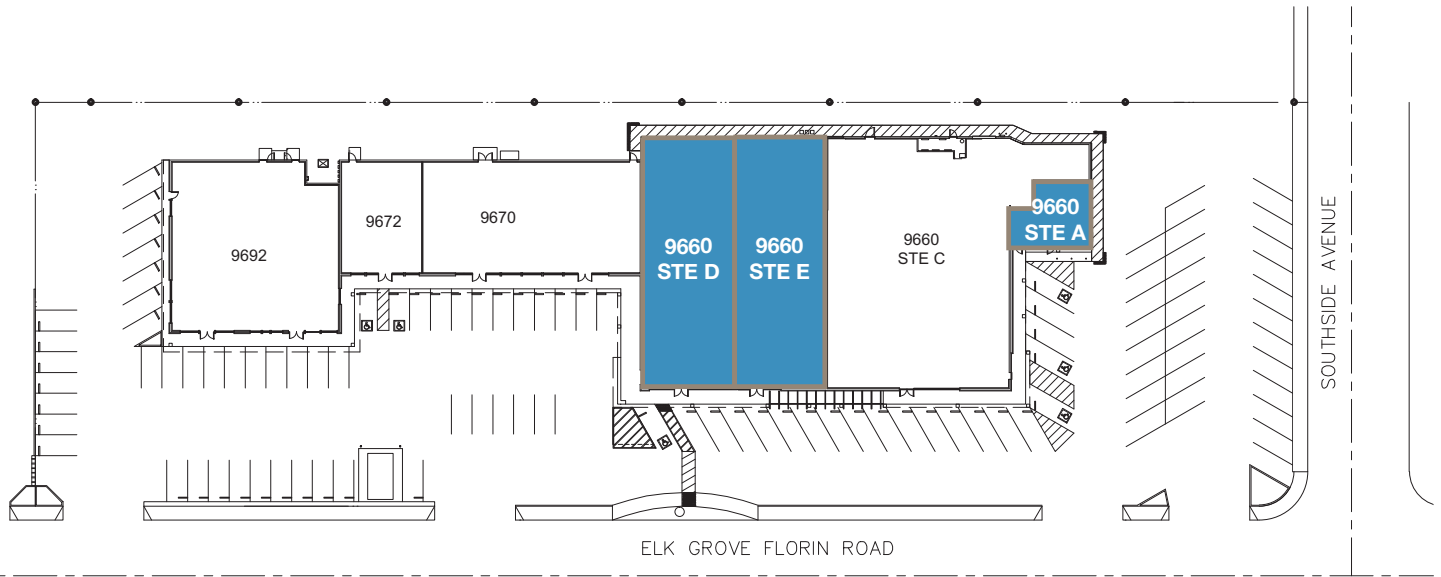 9692
9672
9670
9660
STE D
9660
STE E
9660
STE C
9660
STE A
SOUTHSIDE AVENUE
ELK GROVE FLORIN ROAD